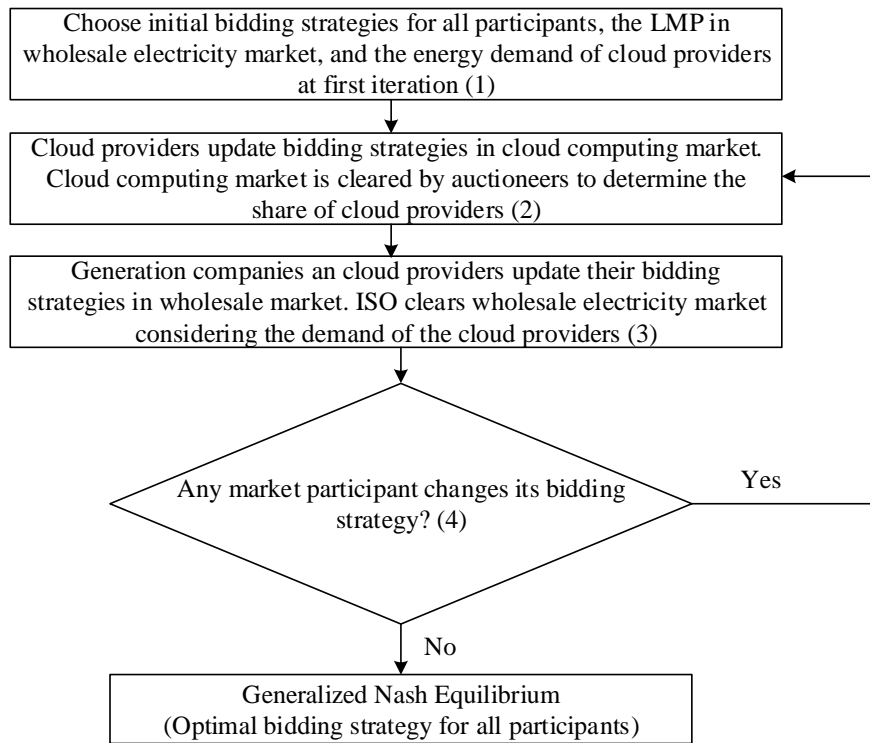 Choose initial bidding strategies for all participants, the LMP in
wholesale electricity market, and the energy demand of cloud providers
at first iteration (1)
Cloud providers update bidding strategies in cloud computing market.
Cloud computing market is cleared by auctioneers to determine the
share of cloud providers (2)
Generation companies an cloud providers update their bidding
strategies in wholesale market. ISO clears wholesale electricity market
considering the demand of the cloud providers (3)
Any market participant changes its bidding
strategy? (4)
Yes
No
Generalized Nash Equilibrium
(Optimal bidding strategy for all participants)